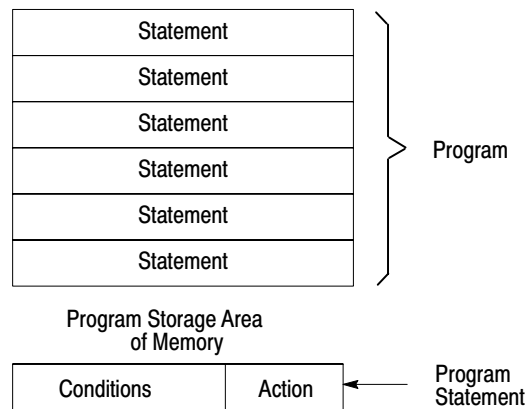 Statement
Statement
Statement
Statement
Statement
Statement
Program
Program Storage Area
of Memory
Conditions
Action
Program
Statement